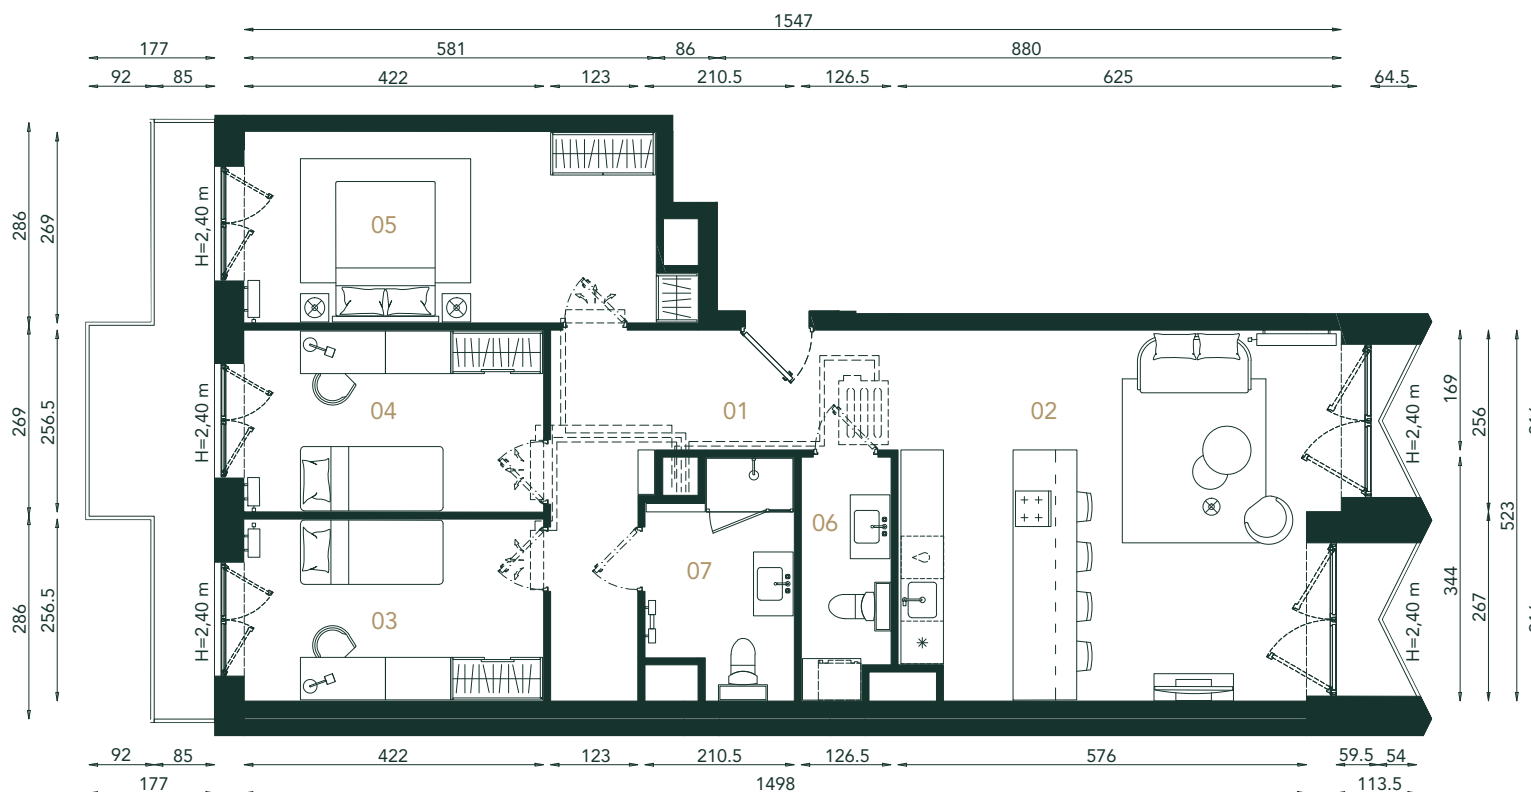 1547
177 581 86 880
92 85 422 123 210.5 126.5 625 64.5
286 269 H=2,40 m 05
269 256.5 H=2,40 m 04 01 02 H=2,40 m 169 256
523
06
07
286 256.5 H=2,40 m 03 H=2,40 m 344 267
92 85 422 123 210.5 126.5 576 59.5 54
177 1498 113.5